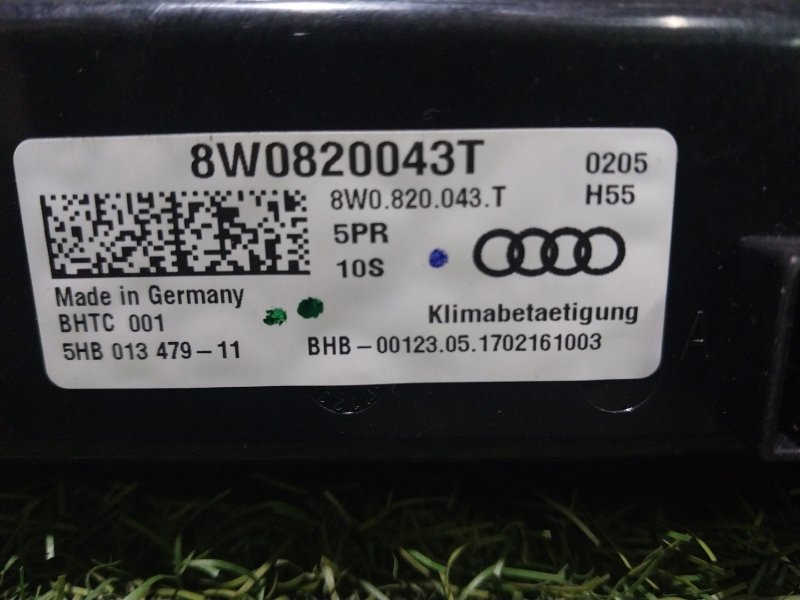 8W0820043T
0205
8W0.820.043.T
H55
5PR
10S
Made in Germany
BHTC 001
Klimabetaetigung
5HB 013 479-11
BHB-00123.05.1702161003
A